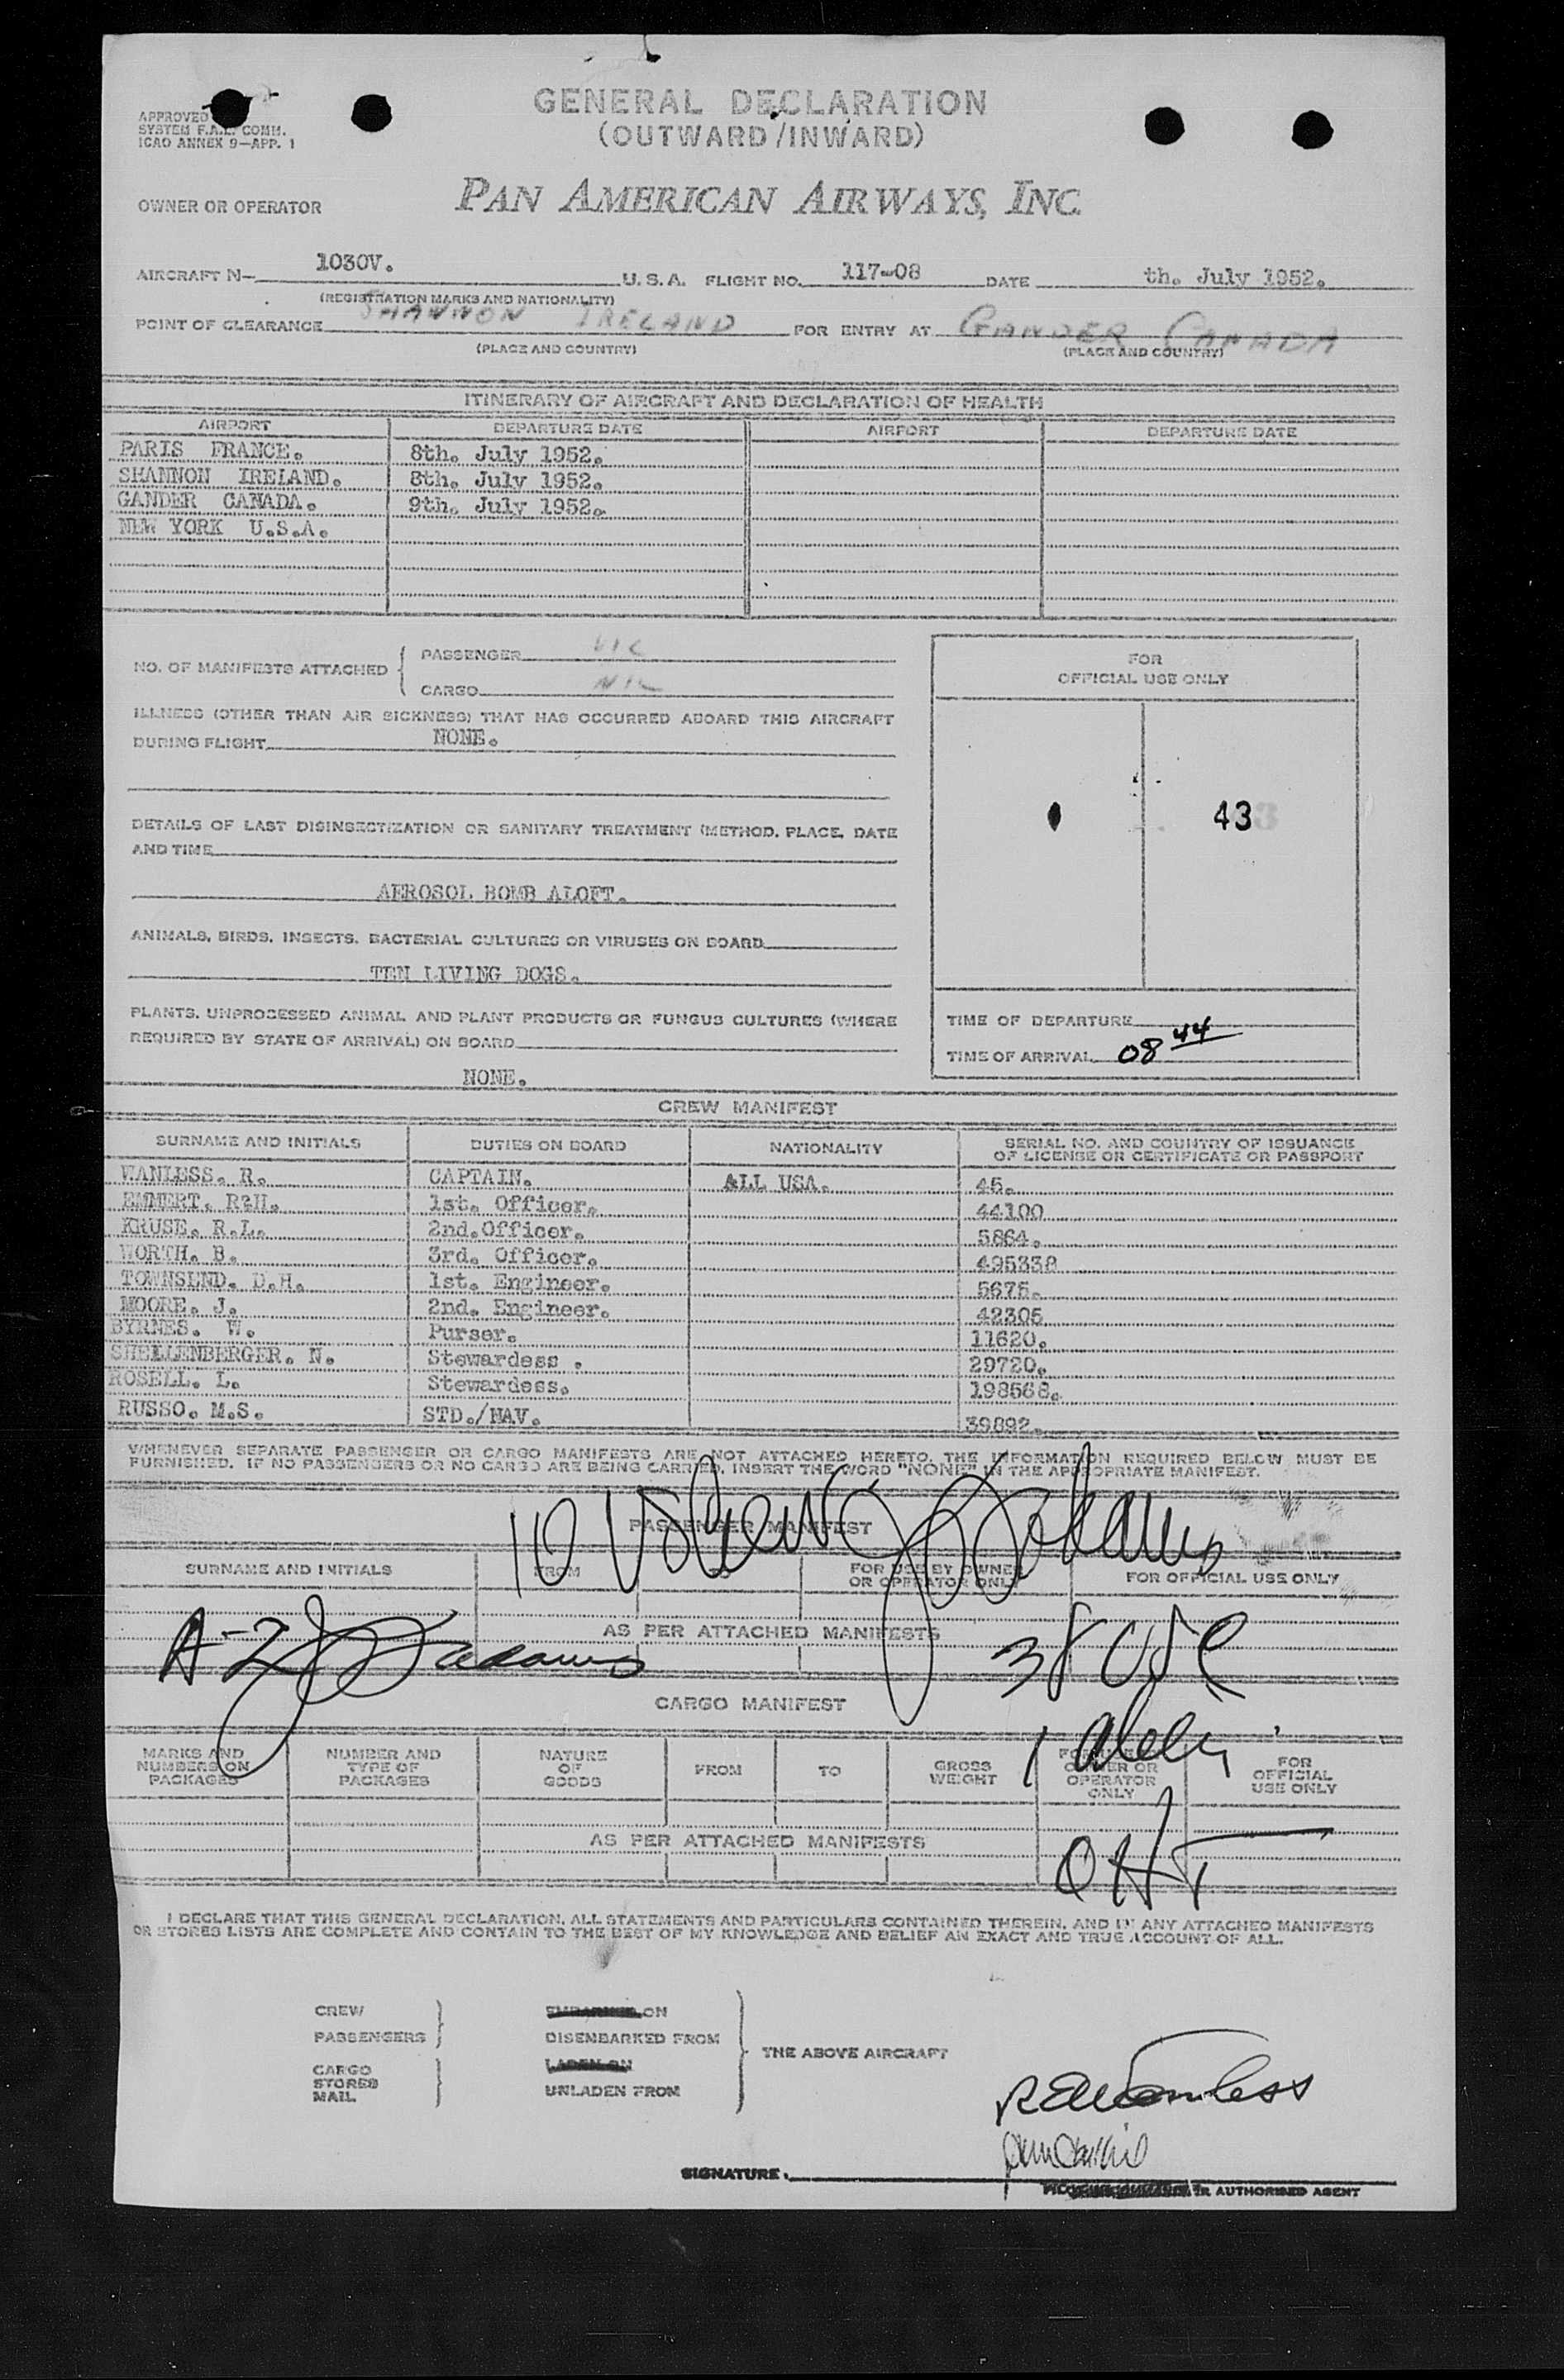 GENERAL DECLARATION
(OUTWARD/INWARD)
APPROVED
SYSTEM F.A.L. COMM.
ICAO ANNEX 9—APP. 1
OWNER OR OPERATOR PAN AMERICAN AIRWAYS, INC.
AIRCRAFT N- 1030V. U.S.A. FLIGHT NO. 117-08 DATE th. July 1952.
(REGISTRATION MARKS AND NATIONALITY)
POINT OF CLEARANCE SHANNON IRELAND FOR ENTRY AT GANDER CANADA
(PLACE AND COUNTRY) (PLACE AND COUNTRY)
ITINERARY OF AIRCRAFT AND DECLARATION OF HEALTH
AIRPORT DEPARTURE DATE AIRPORT DEPARTURE DATE
PARIS FRANCE. 8th. July 1952.
SHANNON IRELAND. 8th. July 1952.
GANDER CANADA. 9th. July 1952.
NEW YORK U.S.A.
NO. OF MANIFESTS ATTACHED { PASSENGER
CARGO NIL
ILLNESS (OTHER THAN AIR SICKNESS) THAT HAS OCCURRED ABOARD THIS AIRCRAFT
DURING FLIGHT NONE.
DETAILS OF LAST DISINSECTIZATION OR SANITARY TREATMENT (METHOD, PLACE, DATE
AND TIME
AEROSOL BOMB ALOFT.
ANIMALS, BIRDS, INSECTS, BACTERIAL CULTURES OR VIRUSES ON BOARD
TEN LIVING DOGS.
PLANTS, UNPROCESSED ANIMAL AND PLANT PRODUCTS OR FUNGUS CULTURES (WHERE
REQUIRED BY STATE OF ARRIVAL) ON BOARD
NONE.
FOR
OFFICIAL USE ONLY
43
TIME OF DEPARTURE
TIME OF ARRIVAL 08 44
CREW MANIFEST
SURNAME AND INITIALS DUTIES ON BOARD NATIONALITY SERIAL NO. AND COUNTRY OF ISSUANCE
OF LICENSE OR CERTIFICATE OR PASSPORT
WANLESS. R. CAPTAIN. ALL USA. 45.
EMMERT. R&H. 1st. Officer. 44100
KRUSE. R.L. 2nd.Officer. 5864.
WORTH. B. 3rd. Officer. 495338
TOWNSEND. D.H. 1st. Engineer. 5675.
MOORE. J. 2nd. Engineer. 42305
BYRNES. W. Purser. 11620.
SHELLENBERGER. N. Stewardess . 29720.
ROSELL. L. Stewardess. 198568.
RUSSO. M.S. STD./NAV. 39892.
WHENEVER SEPARATE PASSENGER OR CARGO MANIFESTS ARE NOT ATTACHED HERETO, THE INFORMATION REQUIRED BELOW MUST BE
FURNISHED. IF NO PASSENGERS OR NO CARGO ARE BEING CARRIED, INSERT THE WORD "NONE" IN THE APPROPRIATE MANIFEST.
PASSENGER MANIFEST
10
SURNAME AND INITIALS FROM FOR USE BY OWNER
OR OPERATOR ONLY FOR OFFICIAL USE ONLY
AS PER ATTACHED MANIFESTS
A-2 38 USC
CARGO MANIFEST
1 alien
MARKS AND
NUMBERS ON
PACKAGES
NUMBER AND
TYPE OF
PACKAGES
NATURE
OF
GOODS
FROM TO
GROSS
WEIGHT
FOR USE BY
OWNER OR
OPERATOR
ONLY
FOR
OFFICIAL
USE ONLY
AS PER ATTACHED MANIFESTS
I DECLARE THAT THIS GENERAL DECLARATION, ALL STATEMENTS AND PARTICULARS CONTAINED THEREIN, AND IN ANY ATTACHED MANIFESTS
OR STORES LISTS ARE COMPLETE AND CONTAIN TO THE BEST OF MY KNOWLEDGE AND BELIEF AN EXACT AND TRUE ACCOUNT OF ALL.
CREW EMBARKED ON
PASSENGERS DISEMBARKED FROM
THE ABOVE AIRCRAFT
CARGO LADEN ON
STORES
MAIL UNLADEN FROM
R E Wanless
SIGNATURE.
OR AUTHORISED AGENT